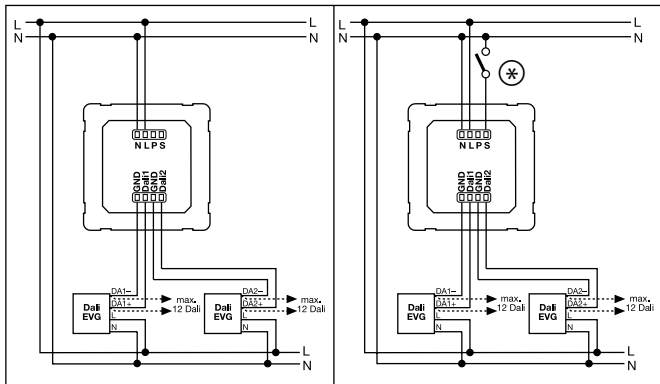 L
N
L
N
N L P S
GND
Dali1
GND
Dali2
DA1–
DA1+
L
N
Dali
EVG
max.
12 Dali
DA2–
DA2+
L
N
Dali
EVG
max.
12 Dali
L
N
L
N
L
N
N L P S
GND
Dali1
GND
Dali2
DA1–
DA1+
L
N
Dali
EVG
max.
12 Dali
DA2–
DA2+
L
N
Dali
EVG
max.
12 Dali
L
N